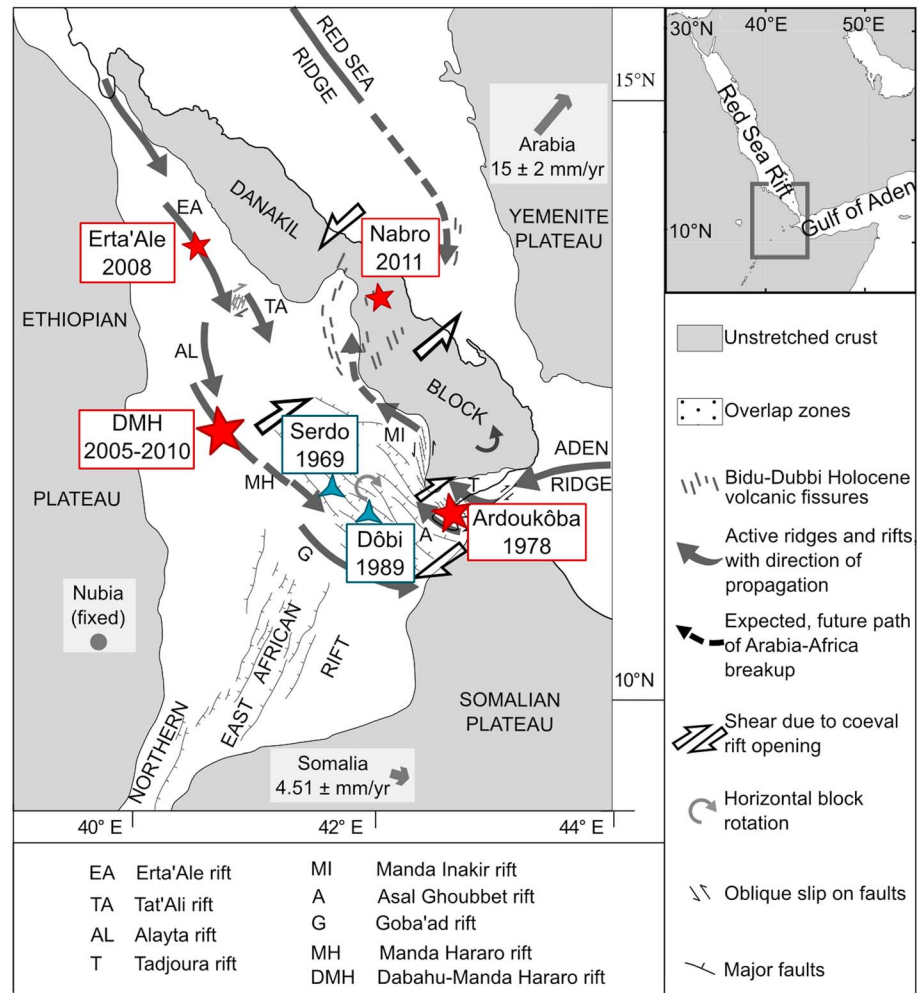 RED SEA
RIDGE
15°N
Arabia
15 ± 2 mm/yr
EA
DANAKIL
YEMENITE
PLATEAU
Erta'Ale
2008
Nabro
2011
ETHIOPIAN
TA
AL
BLOCK
DMH
2005-2010
Serdo
1969
MI
ADEN
RIDGE
PLATEAU
MH
T
Ardoukôba
1978
A
Dôbi
1989
G
Nubia
(fixed)
NORTHERN
EAST AFRICAN
RIFT
10°N
SOMALIAN
PLATEAU
Somalia
4.51 ± mm/yr
40° E
42° E
44° E
EA Erta'Ale rift
TA Tat'Ali rift
AL Alayta rift
T Tadjoura rift
MI Manda Inakir rift
A Asal Ghoubbet rift
G Goba'ad rift
MH Manda Hararo rift
DMH Dabahu-Manda Hararo rift
30°N
40°E
50°E
Red Sea Rift
10°N
Gulf of Aden
Unstretched crust
Overlap zones
Bidu-Dubbi Holocene
volcanic fissures
Active ridges and rifts,
with direction of
propagation
Expected, future path
of Arabia-Africa
breakup
Shear due to coeval
rift opening
Horizontal block
rotation
Oblique slip on faults
Major faults